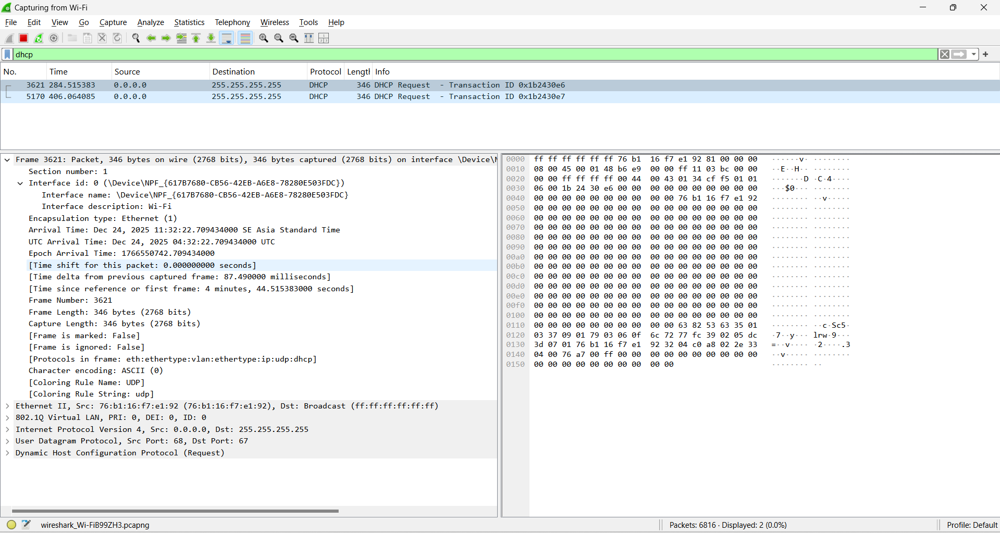 Capturing from Wi-Fi
File Edit View Go Capture Analyze Statistics Telephony Wireless Tools Help
dhcp
No. Time Source Destination Protocol Length Info
3621 284.515383 0.0.0.0 255.255.255.255 DHCP 346 DHCP Request - Transaction ID 0x1b2430e6
5170 406.064085 0.0.0.0 255.255.255.255 DHCP 346 DHCP Request - Transaction ID 0x1b2430e7
Frame 3621: Packet, 346 bytes on wire (2768 bits), 346 bytes captured (2768 bits) on interface \Device\N
Section number: 1
Interface id: 0 (\Device\NPF_{617B7680-CB56-42EB-A6E8-78280E503FDC})
Interface name: \Device\NPF_{617B7680-CB56-42EB-A6E8-78280E503FDC}
Interface description: Wi-Fi
Encapsulation type: Ethernet (1)
Arrival Time: Dec 24, 2025 11:32:22.709434000 SE Asia Standard Time
UTC Arrival Time: Dec 24, 2025 04:32:22.709434000 UTC
Epoch Arrival Time: 1766550742.709434000
[Time shift for this packet: 0.000000000 seconds]
[Time delta from previous captured frame: 87.490000 milliseconds]
[Time since reference or first frame: 4 minutes, 44.515383000 seconds]
Frame Number: 3621
Frame Length: 346 bytes (2768 bits)
Capture Length: 346 bytes (2768 bits)
[Frame is marked: False]
[Frame is ignored: False]
[Protocols in frame: eth:ethertype:vlan:ethertype:ip:udp:dhcp]
Character encoding: ASCII (0)
[Coloring Rule Name: UDP]
[Coloring Rule String: udp]
Ethernet II, Src: 76:b1:16:f7:e1:92 (76:b1:16:f7:e1:92), Dst: Broadcast (ff:ff:ff:ff:ff:ff)
802.1Q Virtual LAN, PRI: 0, DEI: 0, ID: 0
Internet Protocol Version 4, Src: 0.0.0.0, Dst: 255.255.255.255
User Datagram Protocol, Src Port: 68, Dst Port: 67
Dynamic Host Configuration Protocol (Request)
0000 ff ff ff ff ff ff 76 b1 16 f7 e1 92 81 00 00 00 ······v· ········
0010 08 00 45 00 01 48 b6 e9 00 00 ff 11 03 bc 00 00 ··E··H·· ········
0020 00 00 ff ff ff ff 00 44 00 43 01 34 cf f5 01 01 ·······D ·C·4····
0030 06 00 1b 24 30 e6 00 00 00 00 00 00 00 00 00 00 ···$0··· ········
0040 00 00 00 00 00 00 00 00 00 00 76 b1 16 f7 e1 92 ········ ··v·····
0050 00 00 00 00 00 00 00 00 00 00 00 00 00 00 00 00 ········ ········
0060 00 00 00 00 00 00 00 00 00 00 00 00 00 00 00 00 ········ ········
0070 00 00 00 00 00 00 00 00 00 00 00 00 00 00 00 00 ········ ········
0080 00 00 00 00 00 00 00 00 00 00 00 00 00 00 00 00 ········ ········
0090 00 00 00 00 00 00 00 00 00 00 00 00 00 00 00 00 ········ ········
00a0 00 00 00 00 00 00 00 00 00 00 00 00 00 00 00 00 ········ ········
00b0 00 00 00 00 00 00 00 00 00 00 00 00 00 00 00 00 ········ ········
00c0 00 00 00 00 00 00 00 00 00 00 00 00 00 00 00 00 ········ ········
00d0 00 00 00 00 00 00 00 00 00 00 00 00 00 00 00 00 ········ ········
00e0 00 00 00 00 00 00 00 00 00 00 00 00 00 00 00 00 ········ ········
00f0 00 00 00 00 00 00 00 00 00 00 00 00 00 00 00 00 ········ ········
0100 00 00 00 00 00 00 00 00 00 00 00 00 00 00 00 00 ········ ········
0110 00 00 00 00 00 00 00 00 00 00 63 82 53 63 35 01 ········ ··c·Sc5·
0120 03 37 09 01 79 03 06 0f 6c 72 77 fc 39 02 05 dc ·7··y··· lrw·9···
0130 3d 07 01 76 b1 16 f7 e1 92 32 04 c0 a8 02 2e 33 =··v···· ·2····.3
0140 04 00 76 a7 00 ff 00 00 00 00 00 00 00 00 00 00 ··v····· ········
0150 00 00 00 00 00 00 00 00 00 00 ········ ··
wireshark_Wi-FiB99ZH3.pcapng
Packets: 6816 · Displayed: 2 (0.0%)
Profile: Default